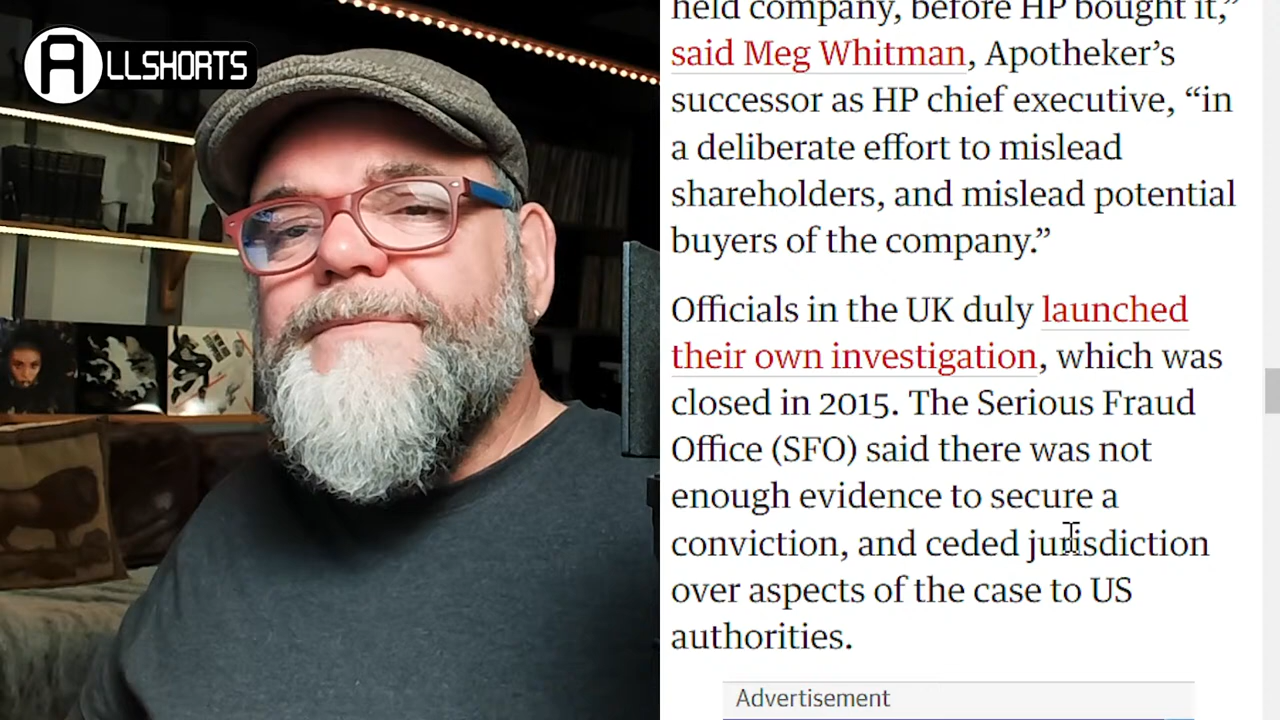 ALLSHORTS
held company, before HP bought it,”
said Meg Whitman, Apotheker’s
successor as HP chief executive, “in
a deliberate effort to mislead
shareholders, and mislead potential
buyers of the company.”
Officials in the UK duly launched
their own investigation, which was
closed in 2015. The Serious Fraud
Office (SFO) said there was not
enough evidence to secure a
conviction, and ceded jurisdiction
over aspects of the case to US
authorities.
Advertisement